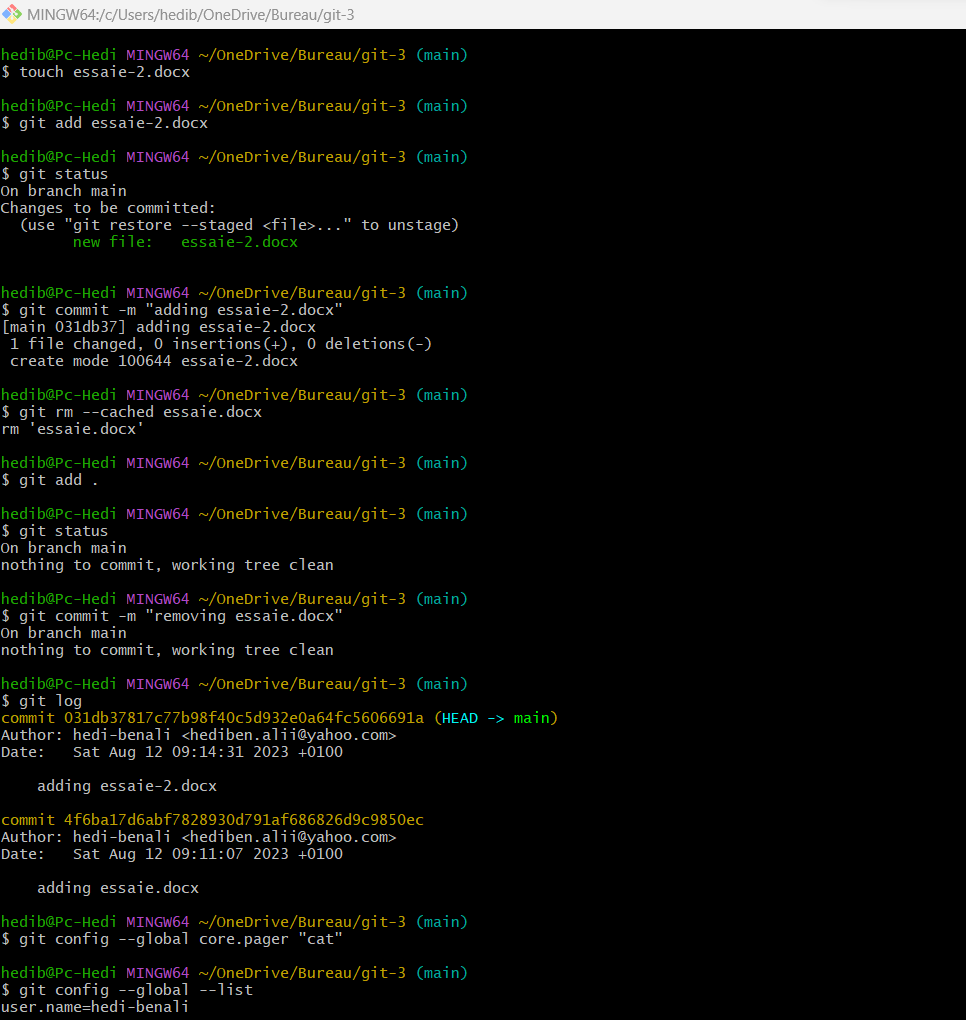 MINGW64:/c/Users/hedib/OneDrive/Bureau/git-3
hedib@Pc-Hedi MINGW64 ~/OneDrive/Bureau/git-3 (main)
$ touch essaie-2.docx
hedib@Pc-Hedi MINGW64 ~/OneDrive/Bureau/git-3 (main)
$ git add essaie-2.docx
hedib@Pc-Hedi MINGW64 ~/OneDrive/Bureau/git-3 (main)
$ git status
On branch main
Changes to be committed:
  (use "git restore --staged <file>..." to unstage)
        new file:   essaie-2.docx
hedib@Pc-Hedi MINGW64 ~/OneDrive/Bureau/git-3 (main)
$ git commit -m "adding essaie-2.docx"
[main 031db37] adding essaie-2.docx
 1 file changed, 0 insertions(+), 0 deletions(-)
 create mode 100644 essaie-2.docx
hedib@Pc-Hedi MINGW64 ~/OneDrive/Bureau/git-3 (main)
$ git rm --cached essaie.docx
rm 'essaie.docx'
hedib@Pc-Hedi MINGW64 ~/OneDrive/Bureau/git-3 (main)
$ git add .
hedib@Pc-Hedi MINGW64 ~/OneDrive/Bureau/git-3 (main)
$ git status
On branch main
nothing to commit, working tree clean
hedib@Pc-Hedi MINGW64 ~/OneDrive/Bureau/git-3 (main)
$ git commit -m "removing essaie.docx"
On branch main
nothing to commit, working tree clean
hedib@Pc-Hedi MINGW64 ~/OneDrive/Bureau/git-3 (main)
$ git log
commit 031db37817c77b98f40c5d932e0a64fc5606691a (HEAD -> main)
Author: hedi-benali <hediben.alii@yahoo.com>
Date:   Sat Aug 12 09:14:31 2023 +0100
    adding essaie-2.docx
commit 4f6ba17d6abf7828930d791af686826d9c9850ec
Author: hedi-benali <hediben.alii@yahoo.com>
Date:   Sat Aug 12 09:11:07 2023 +0100
    adding essaie.docx
hedib@Pc-Hedi MINGW64 ~/OneDrive/Bureau/git-3 (main)
$ git config --global core.pager "cat"
hedib@Pc-Hedi MINGW64 ~/OneDrive/Bureau/git-3 (main)
$ git config --global --list
user.name=hedi-benali